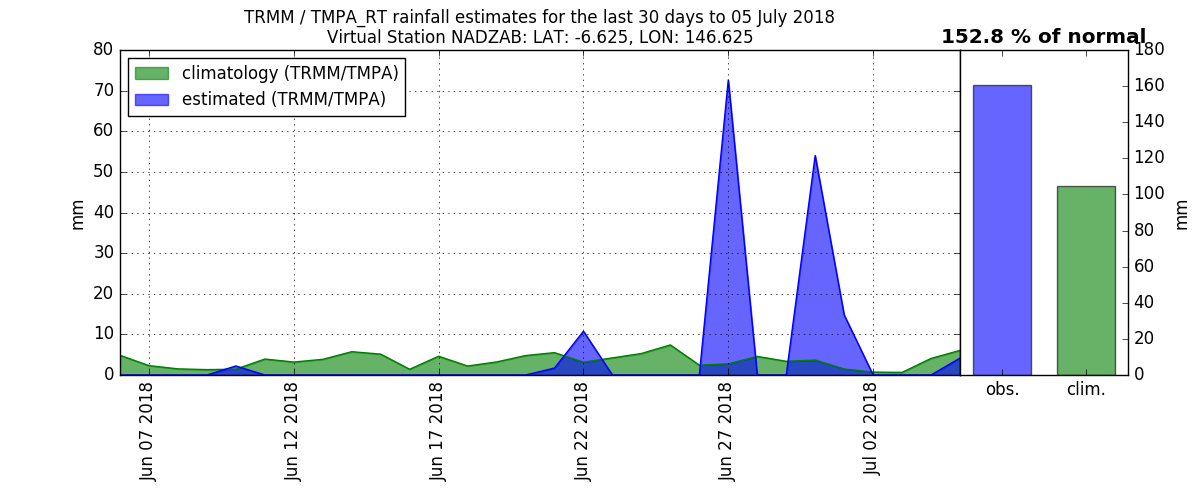 TRMM / TMPA_RT rainfall estimates for the last 30 days to 05 July 2018
Virtual Station NADZAB: LAT: -6.625, LON: 146.625
152.8 % of normal
climatology (TRMM/TMPA)
estimated (TRMM/TMPA)
80
70
60
50
40
30
20
10
0
mm
Jun 07 2018
Jun 12 2018
Jun 17 2018
Jun 22 2018
Jun 27 2018
Jul 02 2018
obs.
clim.
180
160
140
120
100
80
60
40
20
0
mm